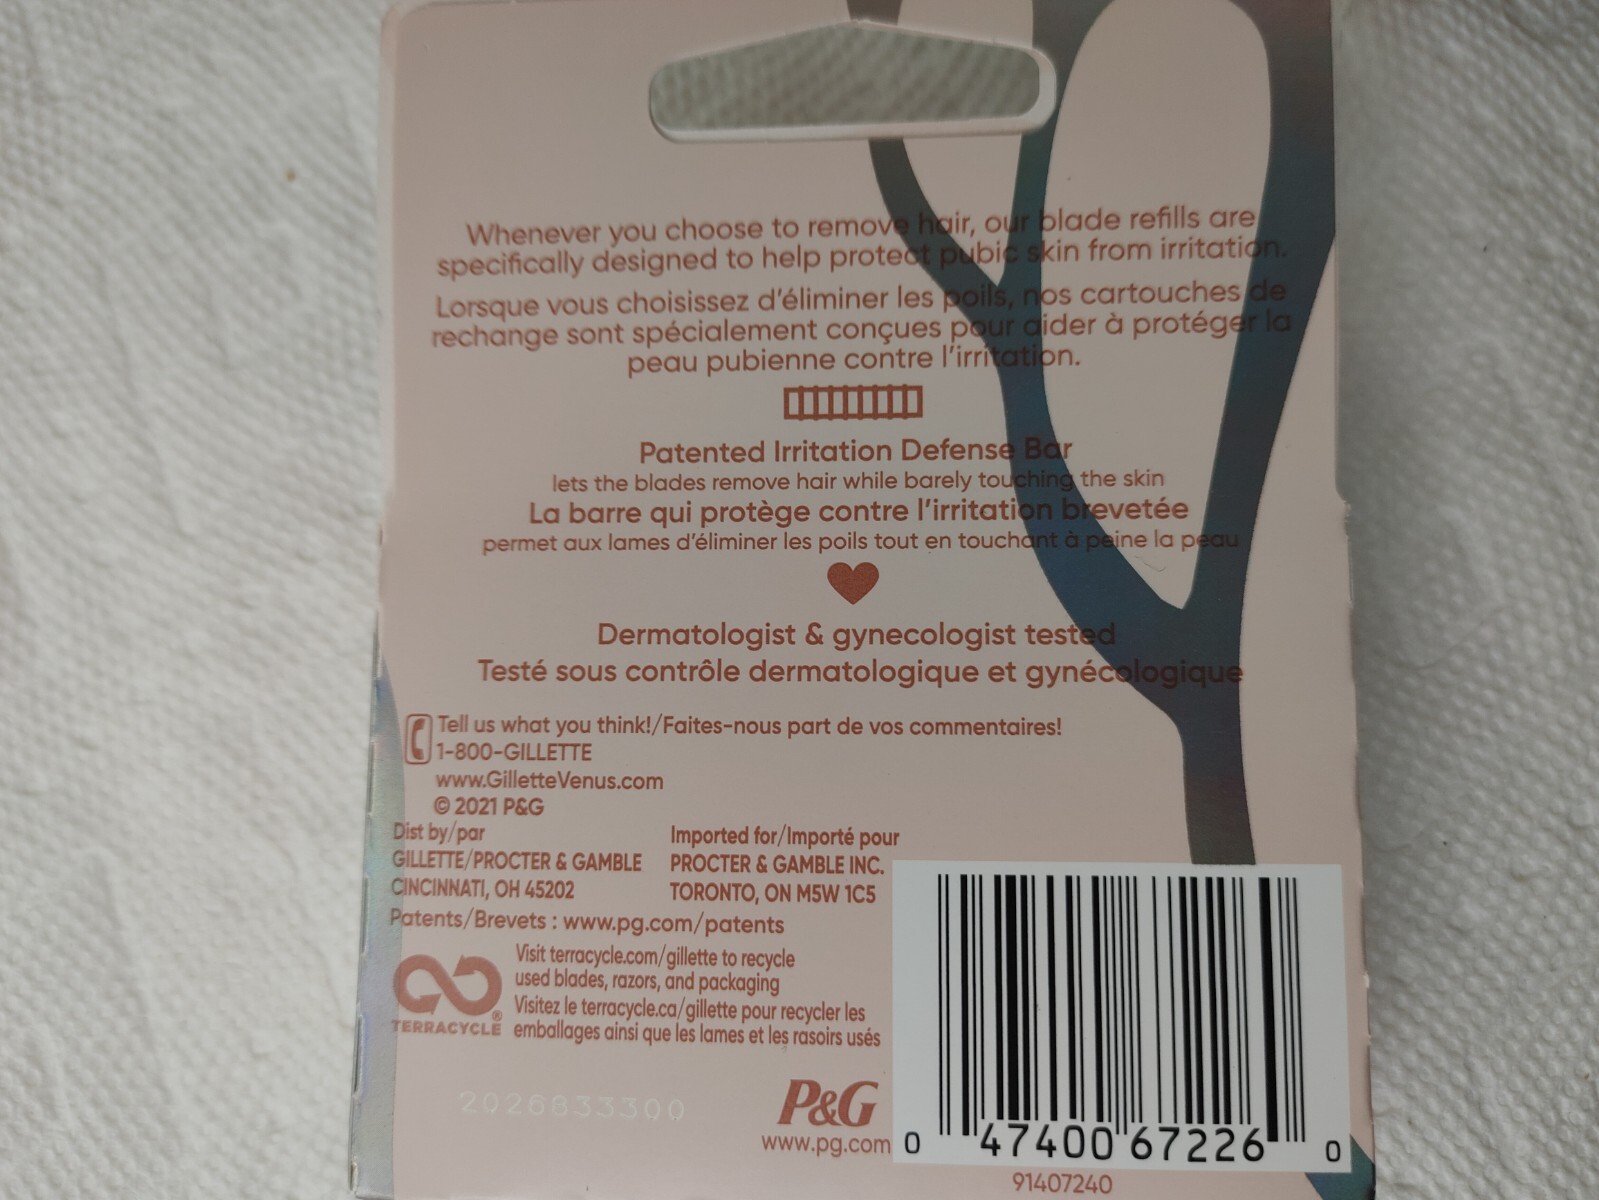 Whenever you choose to remove hair, our blade refills are
specifically designed to help protect pubic skin from irritation.
Lorsque vous choisissez d'éliminer les poils, nos cartouches de
rechange sont spécialement conçues pour aider à protéger la
peau pubienne contre l'irritation.
Patented Irritation Defense Bar
lets the blades remove hair while barely touching the skin
La barre qui protège contre l'irritation brevetée
permet aux lames d'éliminer les poils tout en touchant à peine la peau
Dermatologist & gynecologist tested
Testé sous contrôle dermatologique et gynécologique
Tell us what you think!/Faites-nous part de vos commentaires!
1-800-GILLETTE
www.GilletteVenus.com
© 2021 P&G
Dist by/par
GILLETTE/PROCTER & GAMBLE
CINCINNATI, OH 45202
Imported for/Importé pour
PROCTER & GAMBLE INC.
TORONTO, ON M5W 1C5
Patents/Brevets : www.pg.com/patents
Visit terracycle.com/gillette to recycle
used blades, razors, and packaging
Visitez le terracycle.ca/gillette pour recycler les
emballages ainsi que les lames et les rasoirs usés
TERRACYCLE®
2026833300
P&G
www.pg.com
0 47400 67226 0
91407240